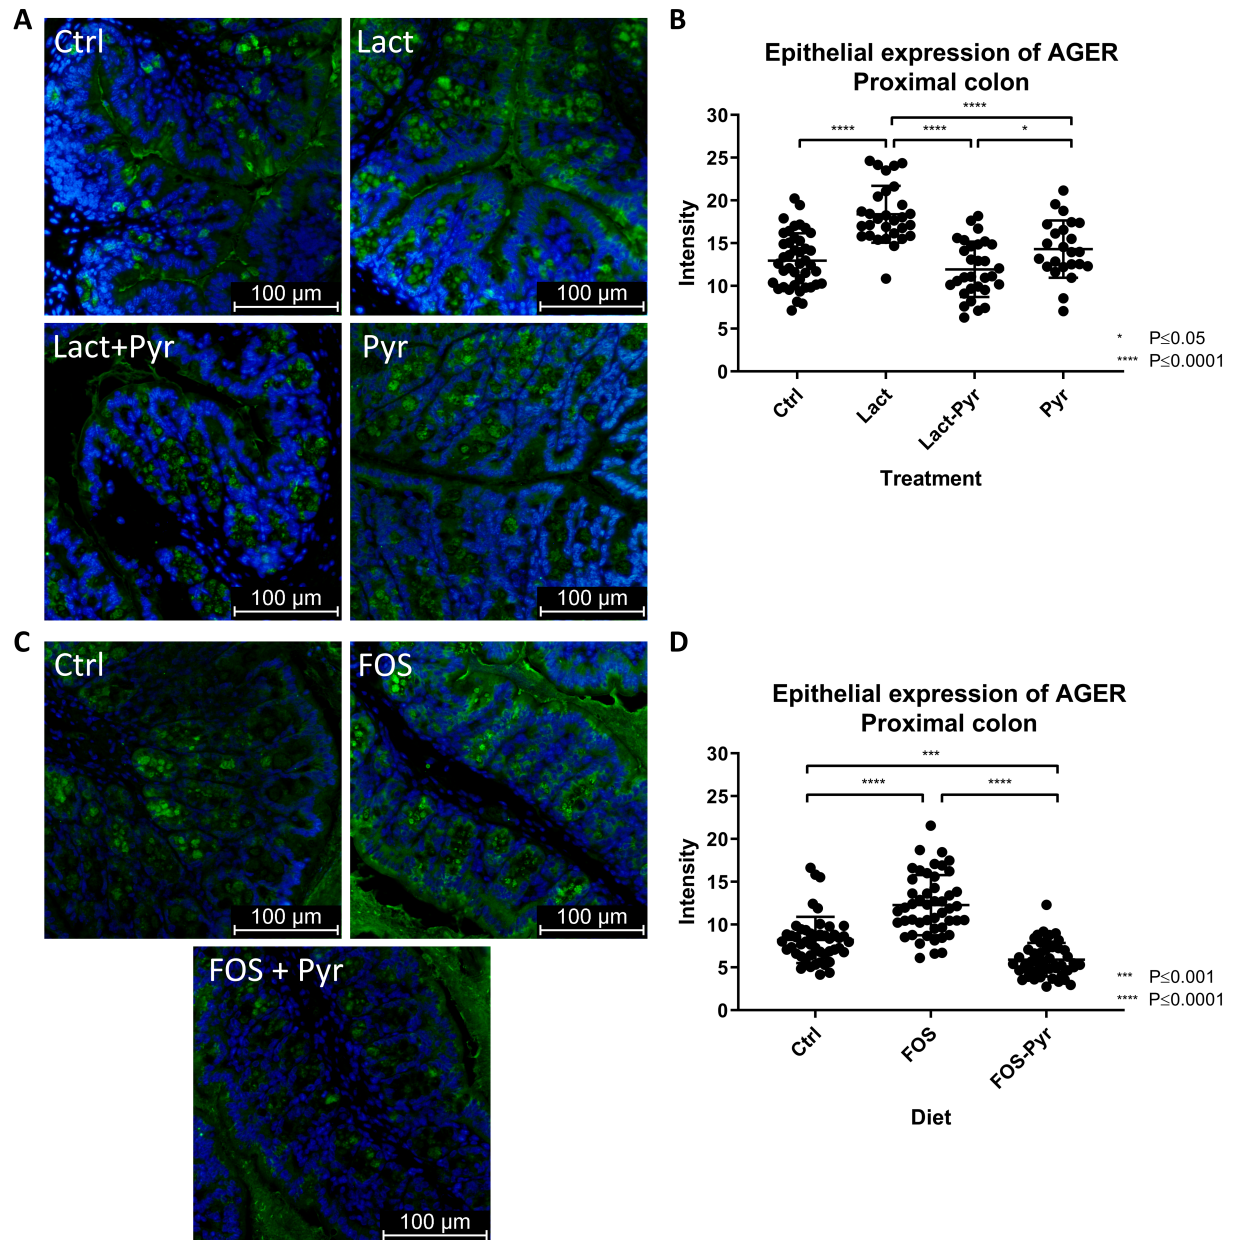 A
Ctrl
100 µm
Lact
100 µm
Lact+Pyr
100 µm
Pyr
100 µm
B
Epithelial expression of AGER
Proximal colon
Intensity
30
25
20
15
10
5
0
****
****
****
*
* P≤0.05
**** P≤0.0001
Ctrl
Lact
Lact-Pyr
Pyr
Treatment
C
Ctrl
100 µm
FOS
100 µm
FOS + Pyr
100 µm
D
Epithelial expression of AGER
Proximal colon
Intensity
30
25
20
15
10
5
0
***
****
****
*** P≤0.001
**** P≤0.0001
Ctrl
FOS
FOS-Pyr
Diet